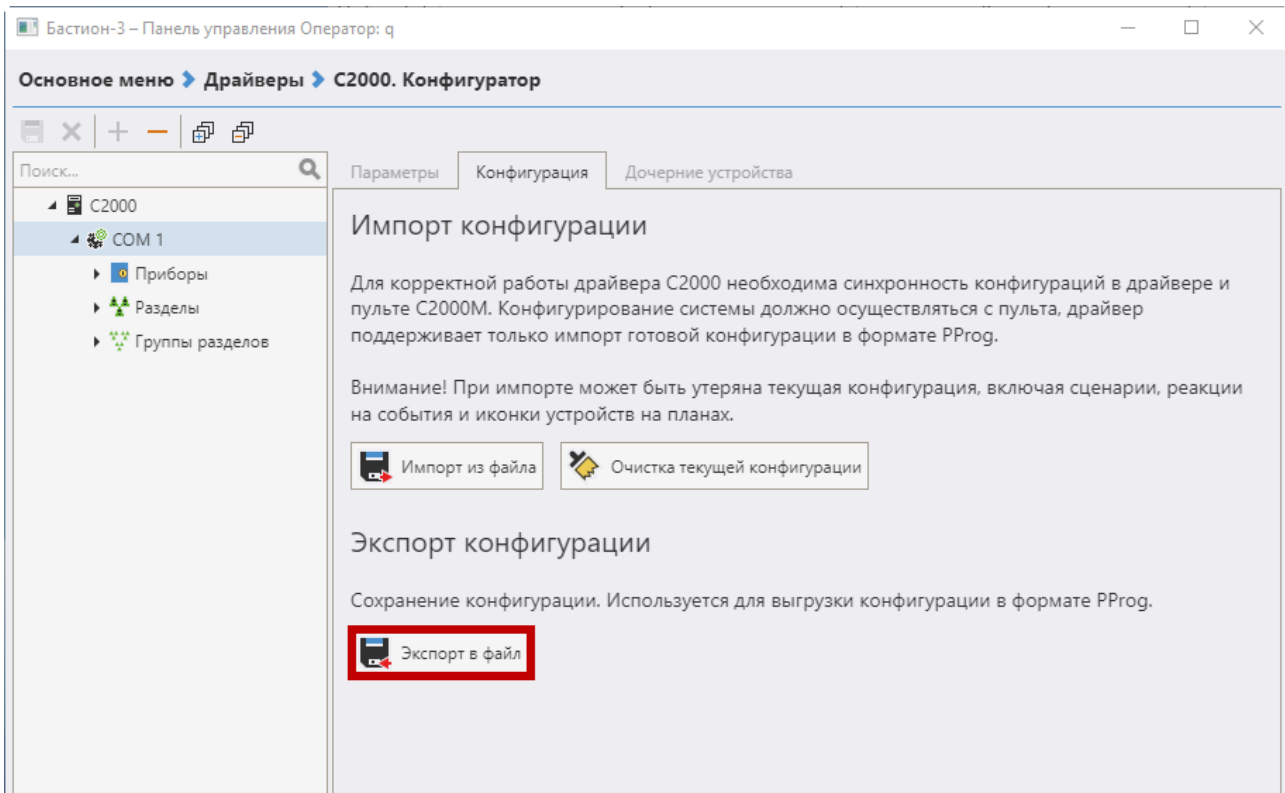 Бастион-3 – Панель управления Оператор: q
Основное меню Драйверы С2000. Конфигуратор
Поиск...
С2000
COM 1
Приборы
Разделы
Группы разделов
Параметры Конфигурация Дочерние устройства
Импорт конфигурации
Для корректной работы драйвера С2000 необходима синхронность конфигураций в драйвере и
пульте С2000М. Конфигурирование системы должно осуществляться с пульта, драйвер
поддерживает только импорт готовой конфигурации в формате PProg.
Внимание! При импорте может быть утеряна текущая конфигурация, включая сценарии, реакции
на события и иконки устройств на планах.
Импорт из файла Очистка текущей конфигурации
Экспорт конфигурации
Сохранение конфигурации. Используется для выгрузки конфигурации в формате PProg.
Экспорт в файл